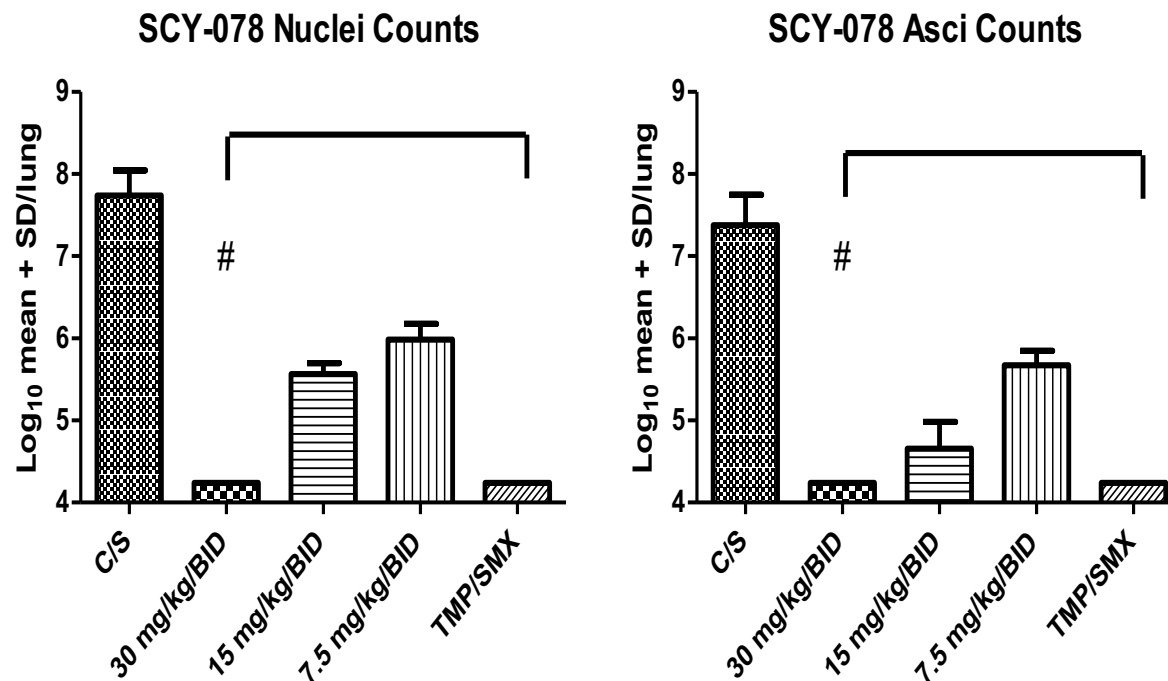 SCY-078 Nuclei Counts
Log10 mean + SD/lung
9
8
7
6
5
4
#
C/S
30 mg/kg/BID
15 mg/kg/BID
7.5 mg/kg/BID
TMP/SMX
SCY-078 Asci Counts
Log10 mean + SD/lung
9
8
7
6
5
4
#
C/S
30 mg/kg/BID
15 mg/kg/BID
7.5 mg/kg/BID
TMP/SMX